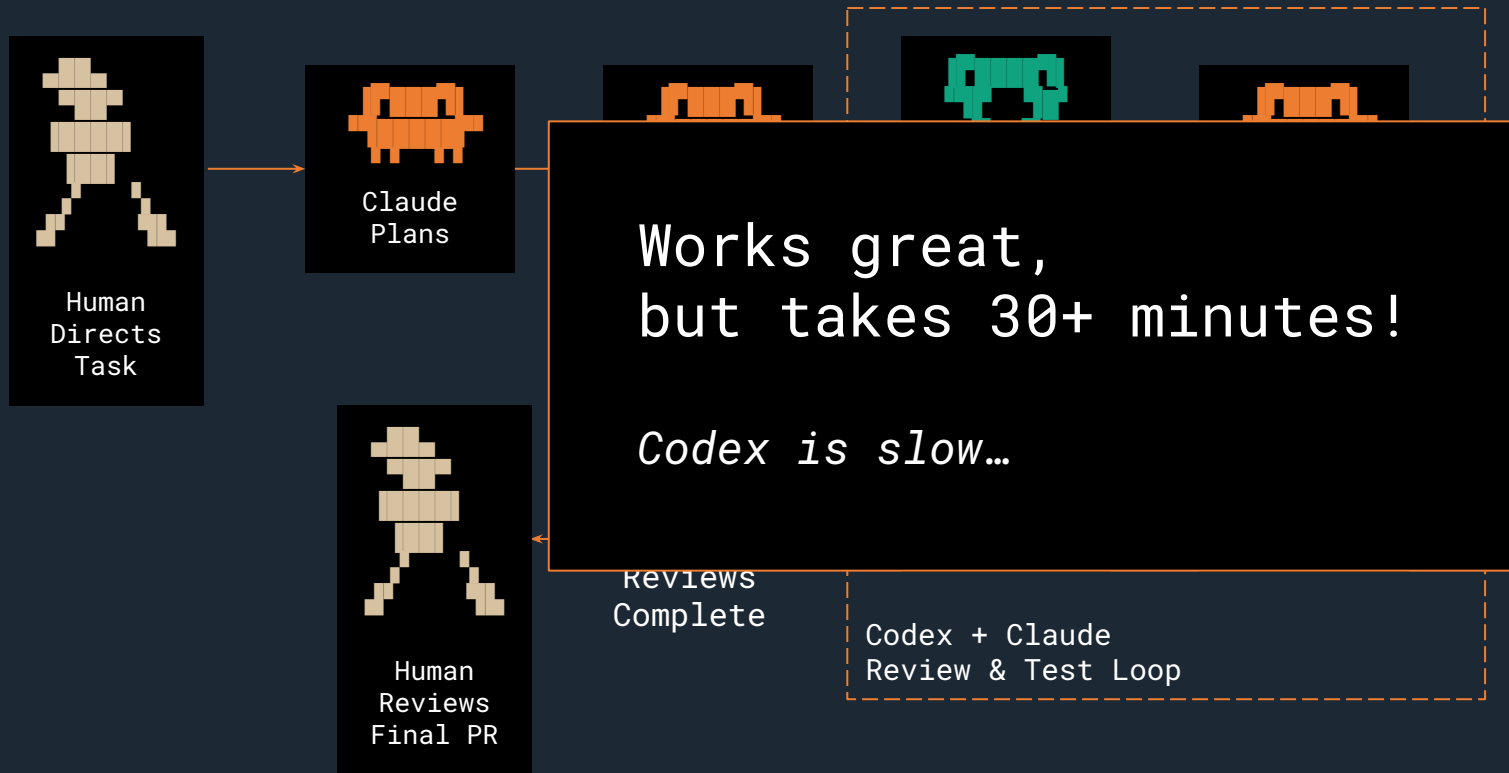 Claude
Plans
Human
Directs
Task
Works great,
but takes 30+ minutes!
Codex is slow…
Reviews
Complete
Codex + Claude
Review & Test Loop
Human
Reviews
Final PR